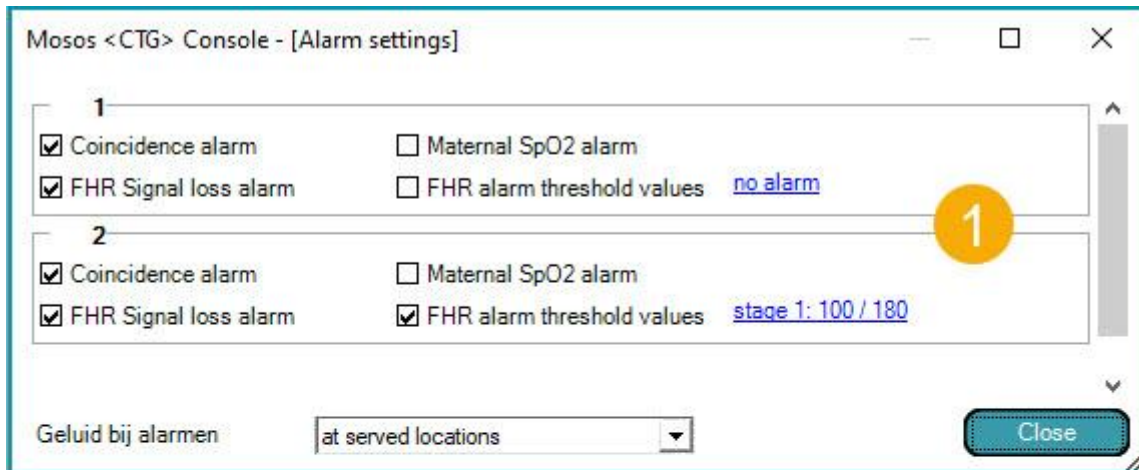 Mosos <CTG> Console - [Alarm settings]
1
Coincidence alarm Maternal SpO2 alarm
FHR Signal loss alarm FHR alarm threshold values no alarm
1
2
Coincidence alarm Maternal SpO2 alarm
FHR Signal loss alarm FHR alarm threshold values stage 1: 100 / 180
Geluid bij alarmen at served locations Close